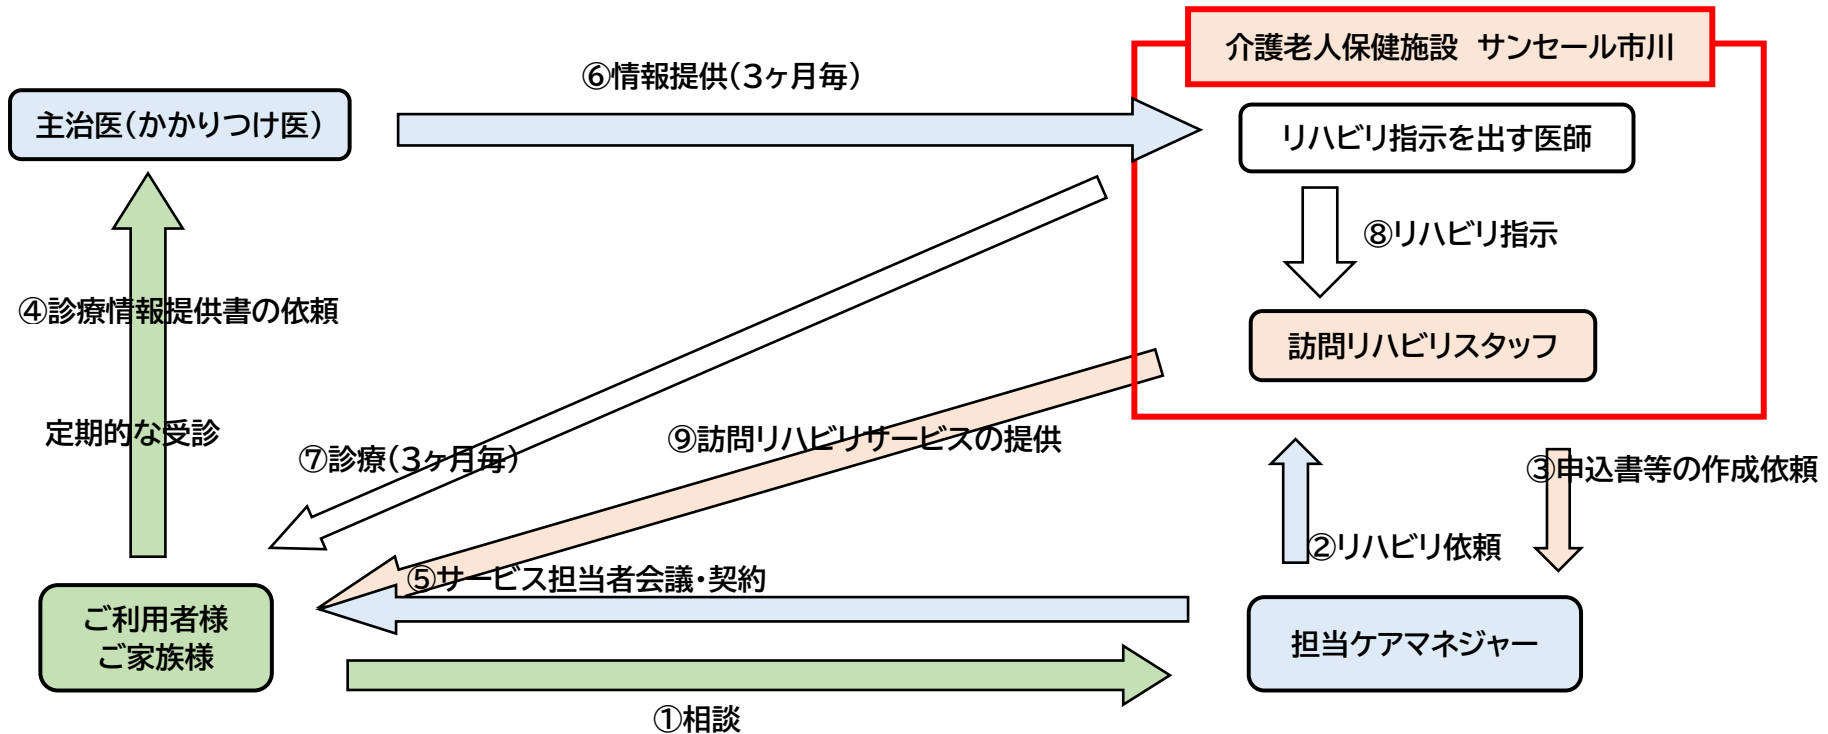 介護老人保健施設 サンセール市川
⑥情報提供(3ヶ月毎)
主治医(かかりつけ医)
リハビリ指示を出す医師
⑧リハビリ指示
④診療情報提供書の依頼
訪問リハビリスタッフ
定期的な受診
⑦診療(3ヶ月毎)
⑨訪問リハビリサービスの提供
③申込書等の作成依頼
②リハビリ依頼
⑤サービス担当者会議・契約
ご利用者様
ご家族様
担当ケアマネジャー
①相談